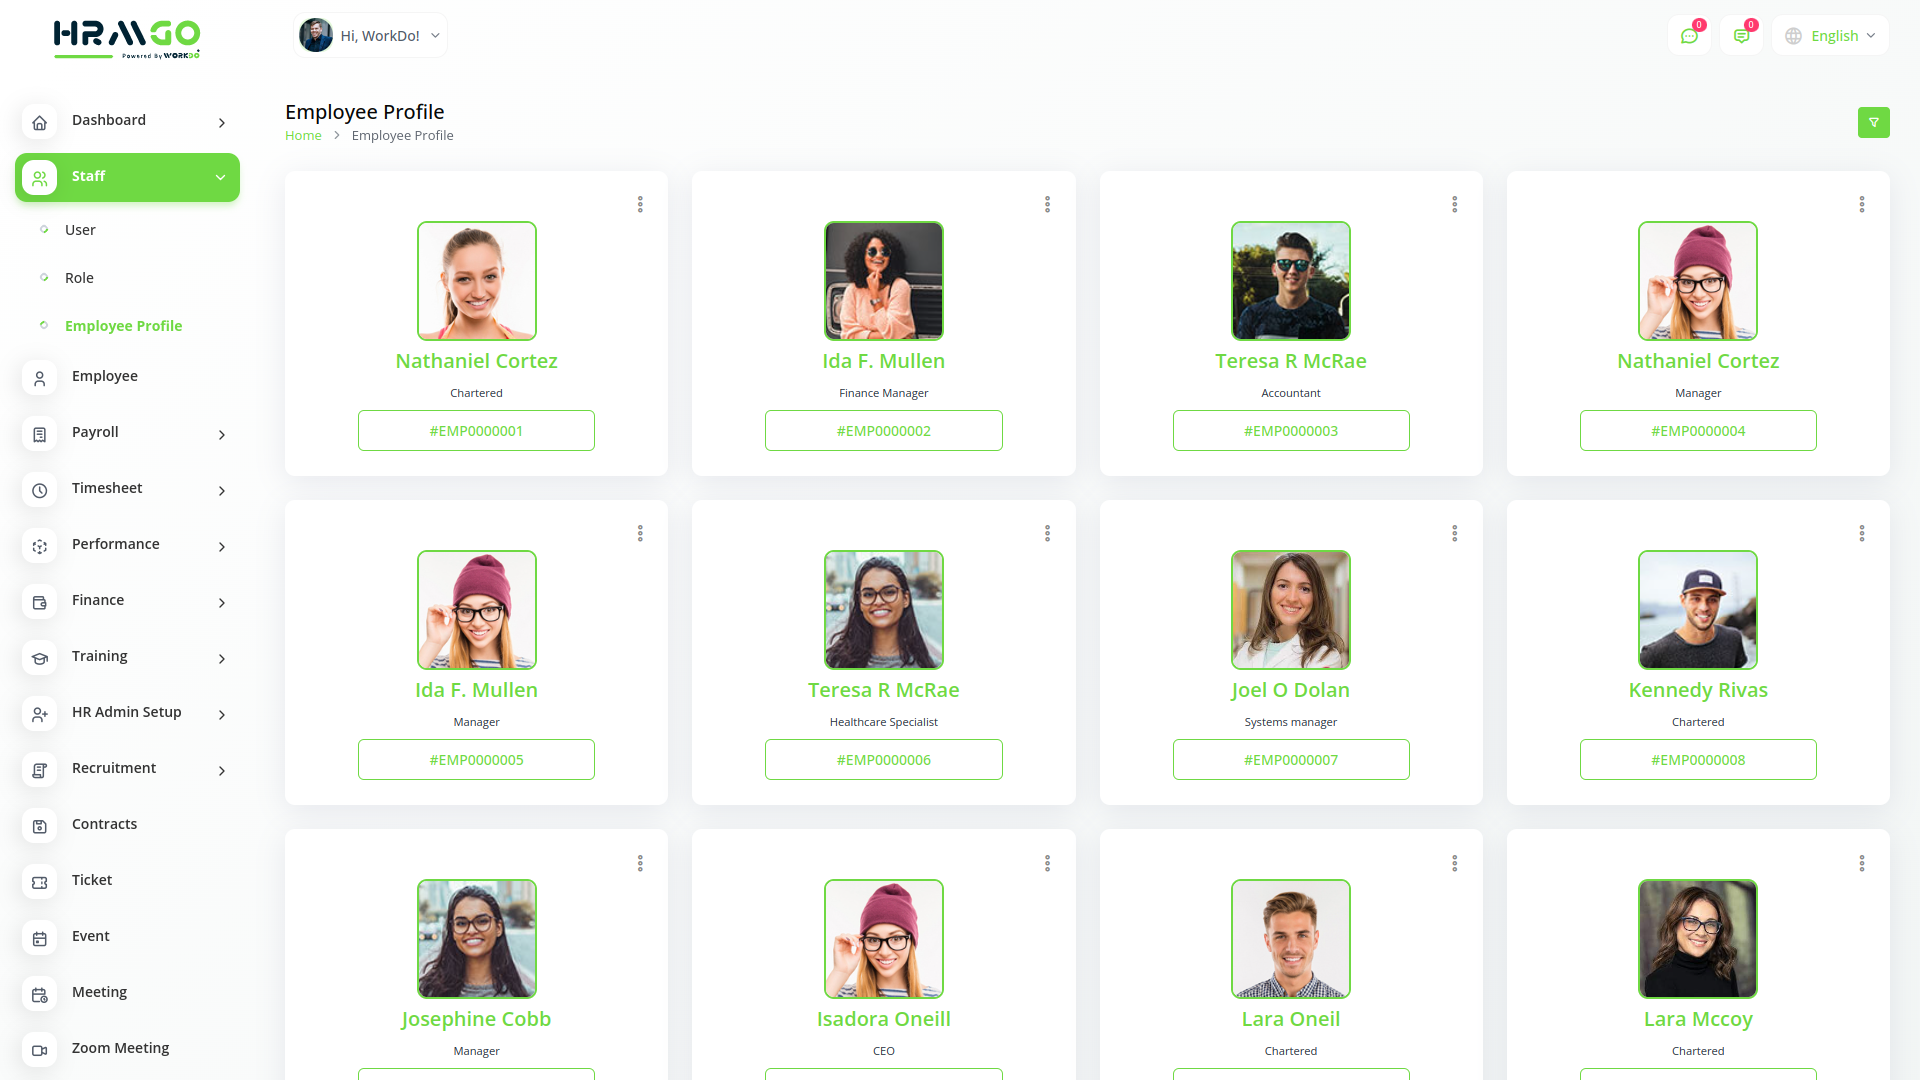 HRMGO
Powered By WORKDO
Hi, WorkDo!
0
0
English
Dashboard
Staff
User
Role
Employee Profile
Employee
Payroll
Timesheet
Performance
Finance
Training
HR Admin Setup
Recruitment
Contracts
Ticket
Event
Meeting
Zoom Meeting
Employee Profile
Home > Employee Profile
Nathaniel Cortez
Chartered
#EMP0000001
Ida F. Mullen
Finance Manager
#EMP0000002
Teresa R McRae
Accountant
#EMP0000003
Nathaniel Cortez
Manager
#EMP0000004
Ida F. Mullen
Manager
#EMP0000005
Teresa R McRae
Healthcare Specialist
#EMP0000006
Joel O Dolan
Systems manager
#EMP0000007
Kennedy Rivas
Chartered
#EMP0000008
Josephine Cobb
Manager
Isadora Oneill
CEO
Lara Oneil
Chartered
Lara Mccoy
Chartered